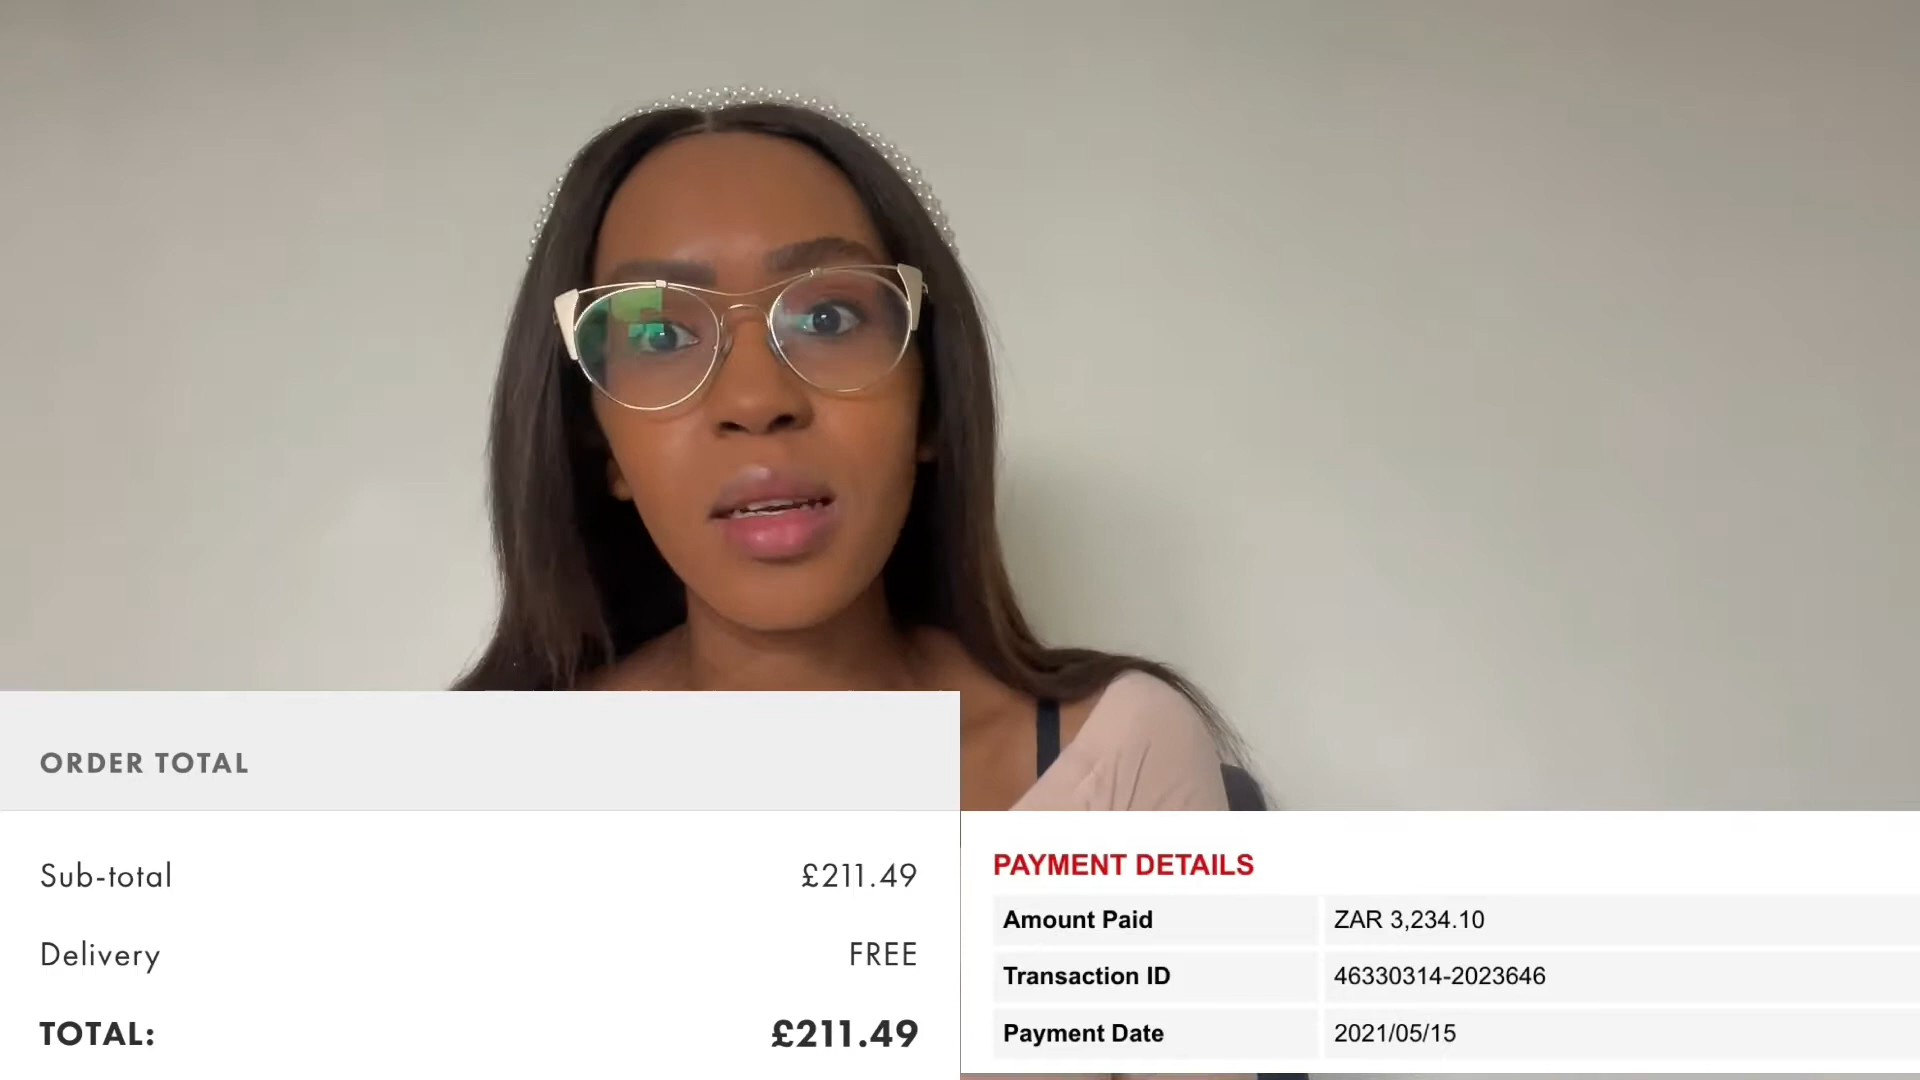 ORDER TOTAL
Sub-total £211.49
Delivery FREE
TOTAL: £211.49
PAYMENT DETAILS
Amount Paid ZAR 3,234.10
Transaction ID 46330314-2023646
Payment Date 2021/05/15